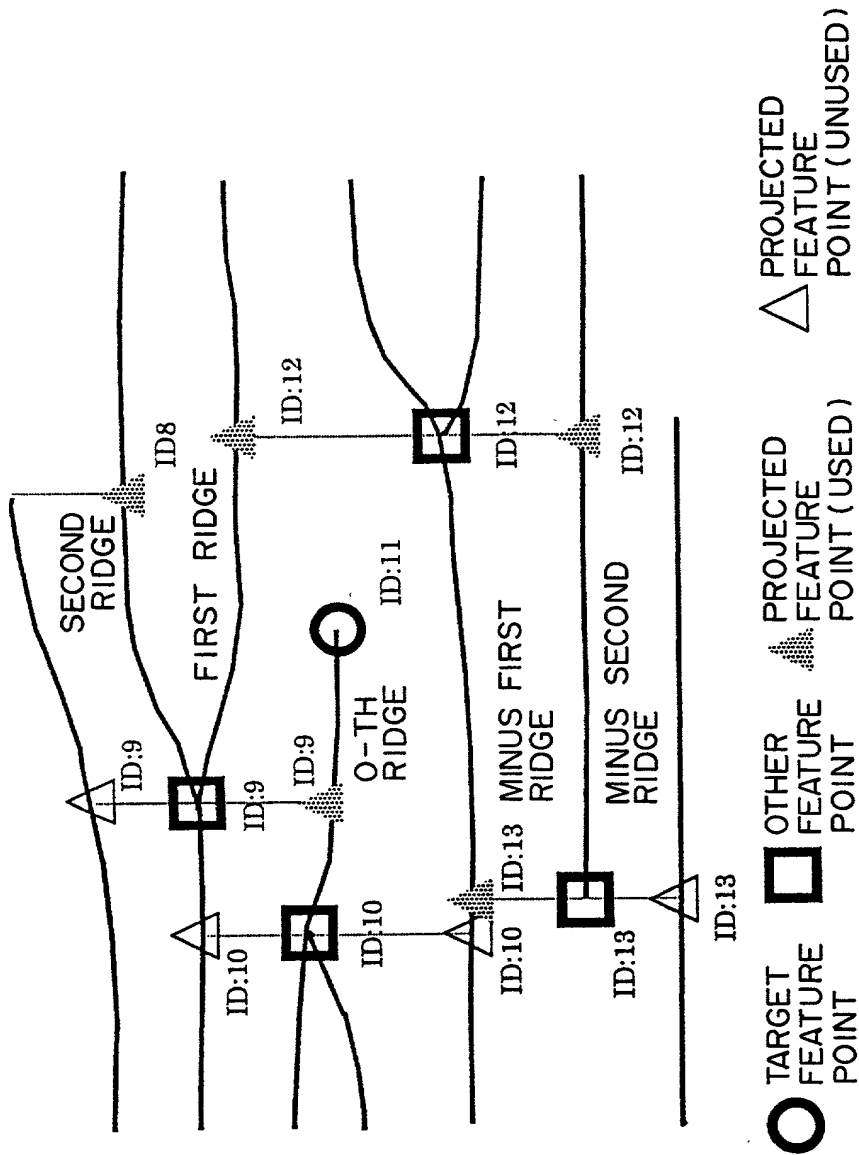 SECOND
RIDGE
ID:9
ID8
FIRST RIDGE
ID:10
ID:9
ID:12
ID:9
ID:10
O-TH
RIDGE
ID:11
ID:10
ID:13
MINUS FIRST
RIDGE
ID:12
ID:13
MINUS SECOND
RIDGE
ID:12
ID:13
TARGET
FEATURE
POINT
OTHER
FEATURE
POINT
PROJECTED
FEATURE
POINT (USED)
PROJECTED
FEATURE
POINT (UNUSED)